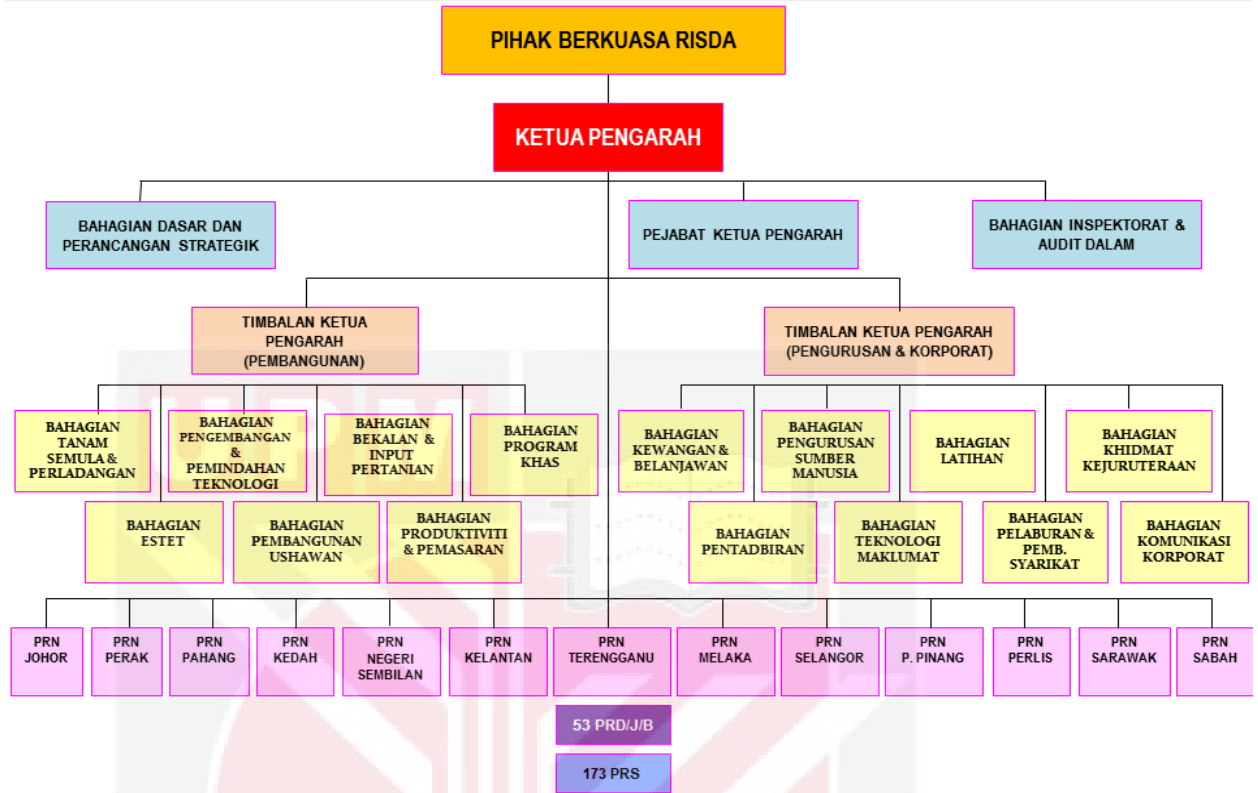 PIHAK BERKUASA RISDA
KETUA PENGARAH
BAHAGIAN DASAR DAN
PERANCANGAN STRATEGIK
PEJABAT KETUA PENGARAH
BAHAGIAN INSPEKTORAT &
AUDIT DALAM
TIMBALAN KETUA
PENGARAH
(PEMBANGUNAN)
TIMBALAN KETUA PENGARAH
(PENGURUSAN & KORPORAT)
BAHAGIAN
TANAM
SEMULA &
PERLADANGAN
BAHAGIAN
PENGEMBANGAN
&
PEMINDAHAN
TEKNOLOGI
BAHAGIAN
BEKALAN &
INPUT
PERTANIAN
BAHAGIAN
PROGRAM
KHAS
BAHAGIAN
KEWANGAN &
BELANJAWAN
BAHAGIAN
PENGURUSAN
SUMBER
MANUSIA
BAHAGIAN
LATIHAN
BAHAGIAN
KHIDMAT
KEJURUTERAAN
BAHAGIAN
ESTET
BAHAGIAN
PEMBANGUNAN
USHAWAN
BAHAGIAN
PRODUKTIVITI
& PEMASARAN
BAHAGIAN
PENTADBIRAN
BAHAGIAN
TEKNOLOGI
MAKLUMAT
BAHAGIAN
PELABURAN &
PEMB.
SYARIKAT
BAHAGIAN
KOMUNIKASI
KORPORAT
PRN
JOHOR
PRN
PERAK
PRN
PAHANG
PRN
KEDAH
PRN
NEGERI
SEMBILAN
PRN
KELANTAN
PRN
TERENGGANU
PRN
MELAKA
PRN
SELANGOR
PRN
P. PINANG
PRN
PERLIS
PRN
SARAWAK
PRN
SABAH
53 PRD/J/B
173 PRS
UPM